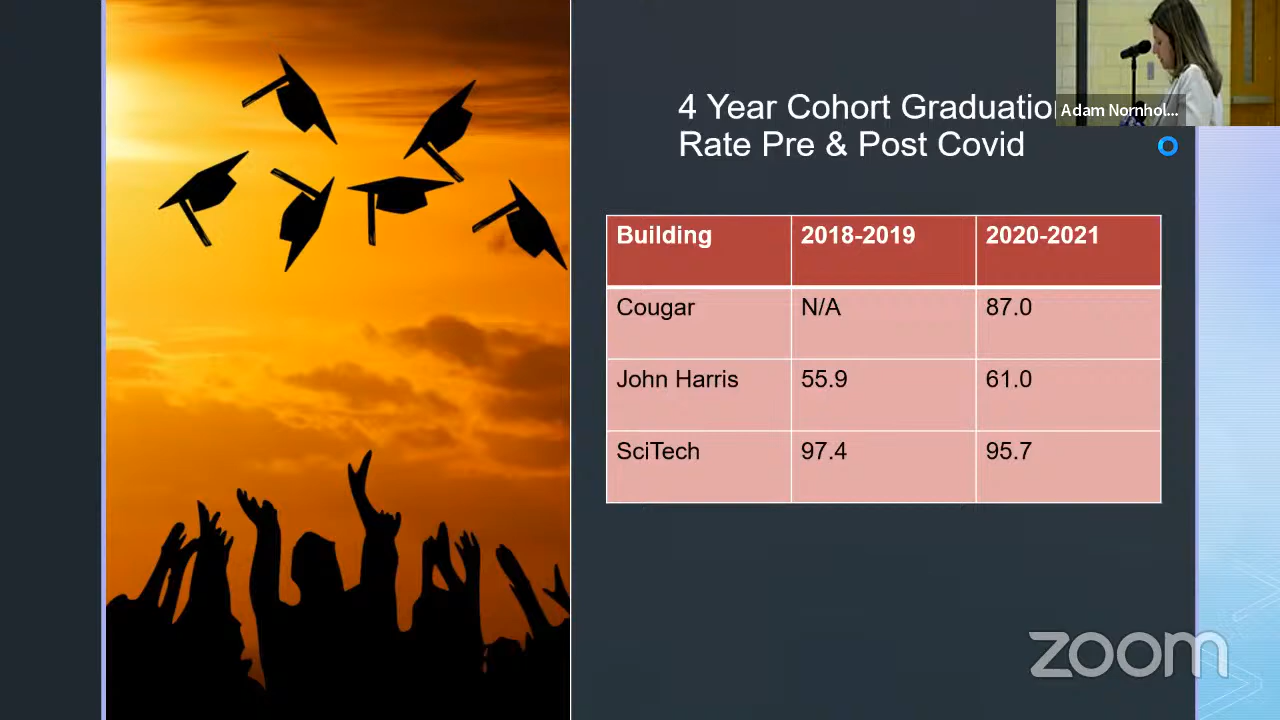 4 Year Cohort Graduation
Rate Pre & Post Covid
Adam Nornhol...
Building 2018-2019 2020-2021
Cougar N/A 87.0
John Harris 55.9 61.0
SciTech 97.4 95.7
zoom